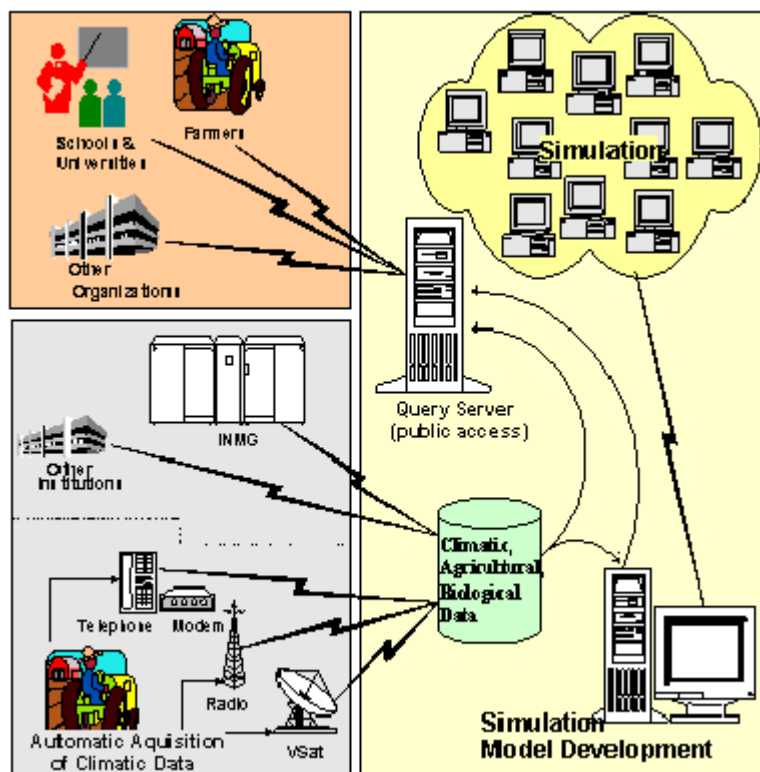 Schools &
Universities
Farmers
Other
Organizations
Simulation
Query Server
(public access)
INMG
Other
Institutions
Climatic,
Agricultural,
Biological
Data
Telephone
Modem
Radio
VSat
Automatic Aquisition
of Climatic Data
Simulation
Model Development